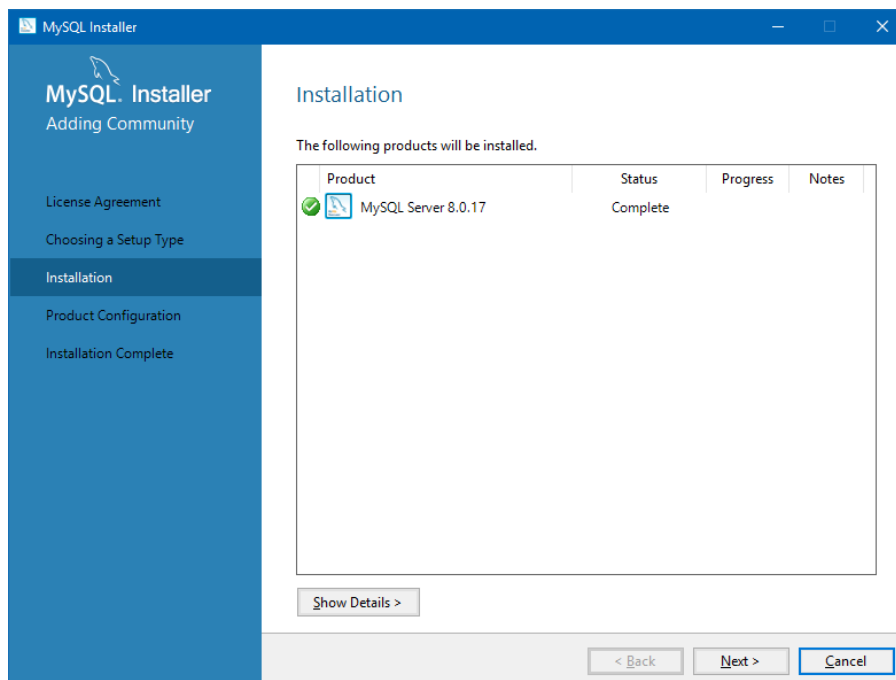 MySQL Installer
MySQL. Installer
Adding Community
License Agreement
Choosing a Setup Type
Installation
Product Configuration
Installation Complete
Installation
The following products will be installed.
Product Status Progress Notes
MySQL Server 8.0.17 Complete
Show Details >
< Back Next > Cancel